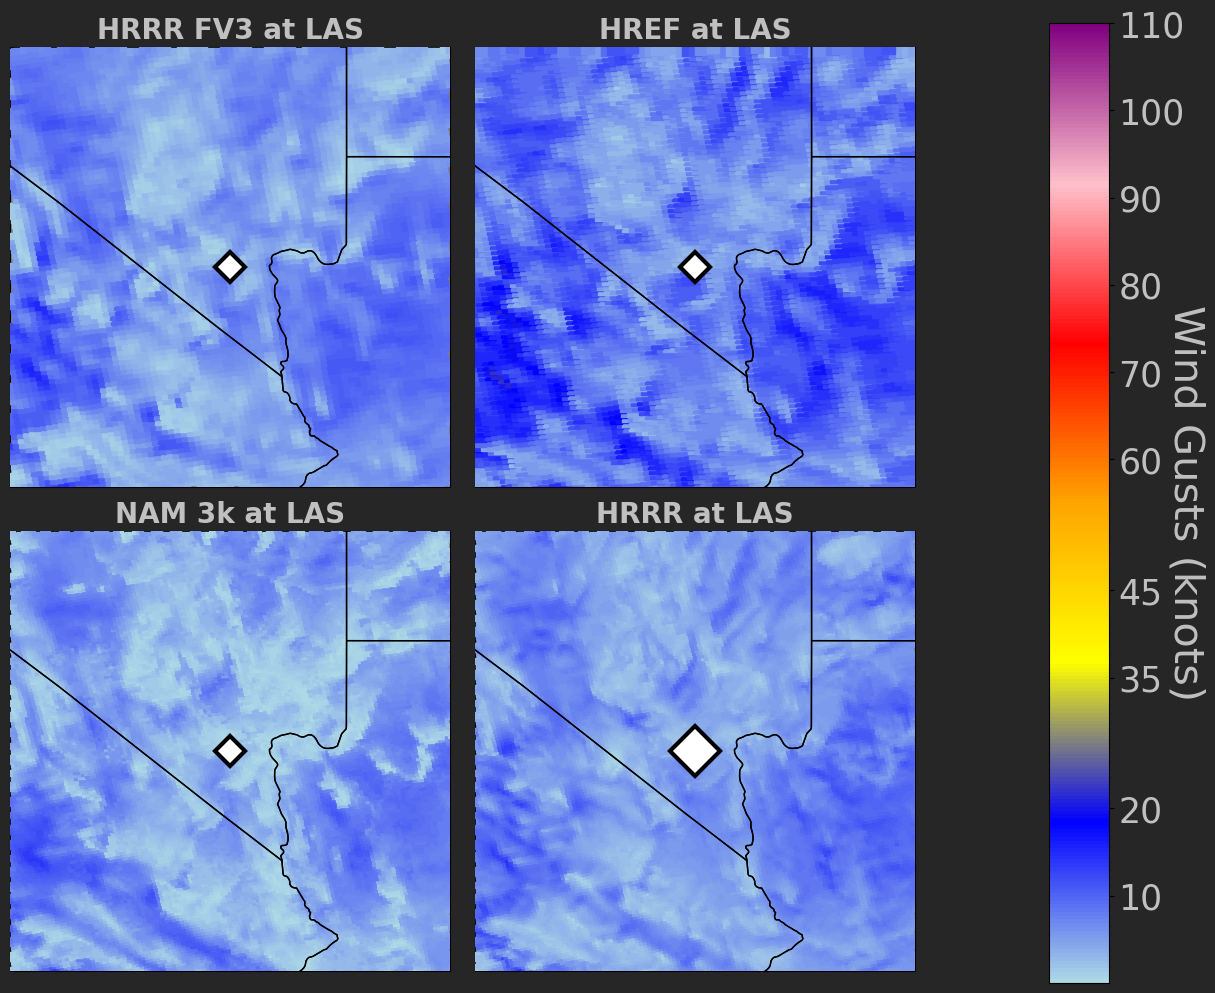 HRRR FV3 at LAS
HREF at LAS
NAM 3k at LAS
HRRR at LAS
110
100
90
80
70
60
45
35
20
10
Wind Gusts (knots)